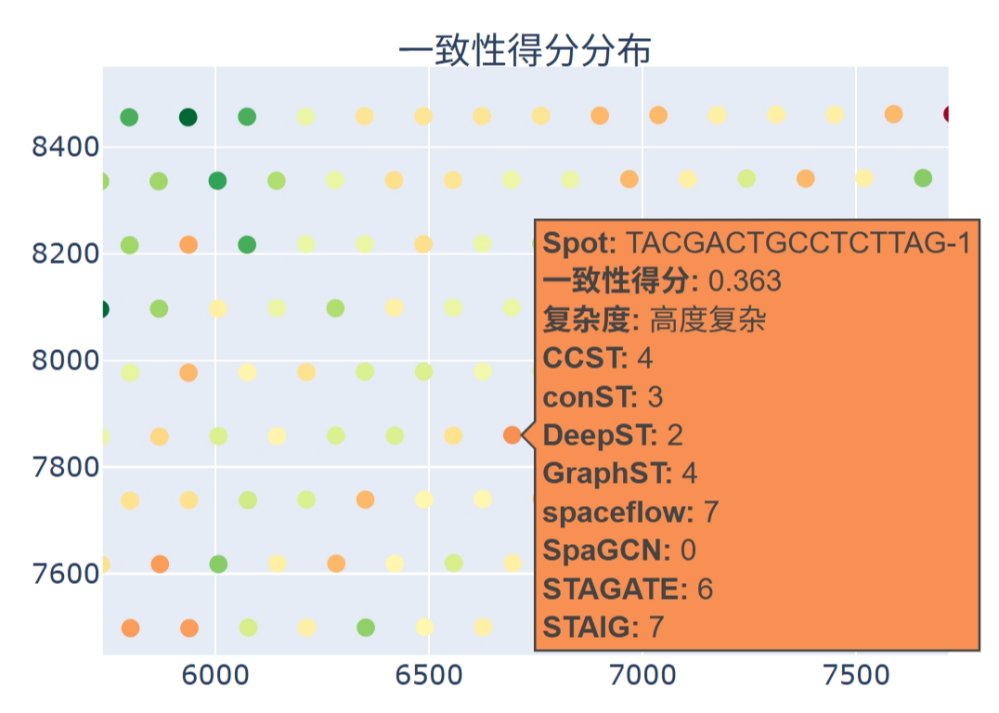 一致性得分分布
8400
8200
8000
7800
7600
6000
6500
7000
7500
Spot: TACGACTGCCTCTTAG-1
一致性得分: 0.363
复杂度: 高度复杂
CCST: 4
conST: 3
DeepST: 2
GraphST: 4
spaceflow: 7
SpaGCN: 0
STAGATE: 6
STAIG: 7